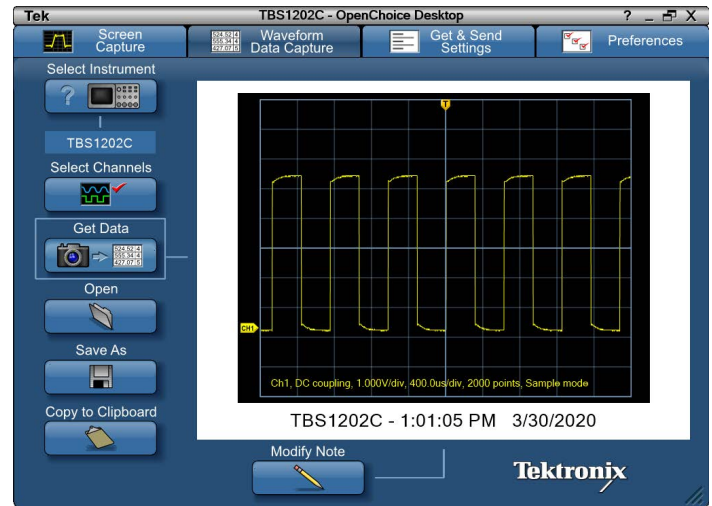 Tek
TBS1202C - OpenChoice Desktop
? _ X
Screen
Capture
Waveform
Data Capture
Get & Send
Settings
Preferences
Select Instrument
?
TBS1202C
Select Channels
Get Data
Open
Save As
Copy to Clipboard
T
CH1
Ch1, DC coupling, 1.000V/div, 400.0us/div, 2000 points, Sample mode
TBS1202C - 1:01:05 PM 3/30/2020
Modify Note
Tektronix